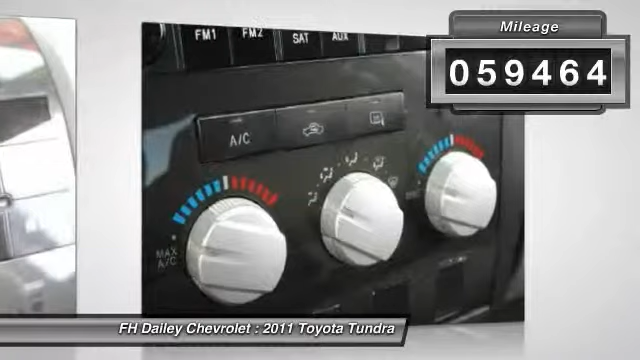 Mileage
059464
FM1 FM2 SAT AUX
A/C
MAX
A/C
FH Dailey Chevrolet : 2011 Toyota Tundra